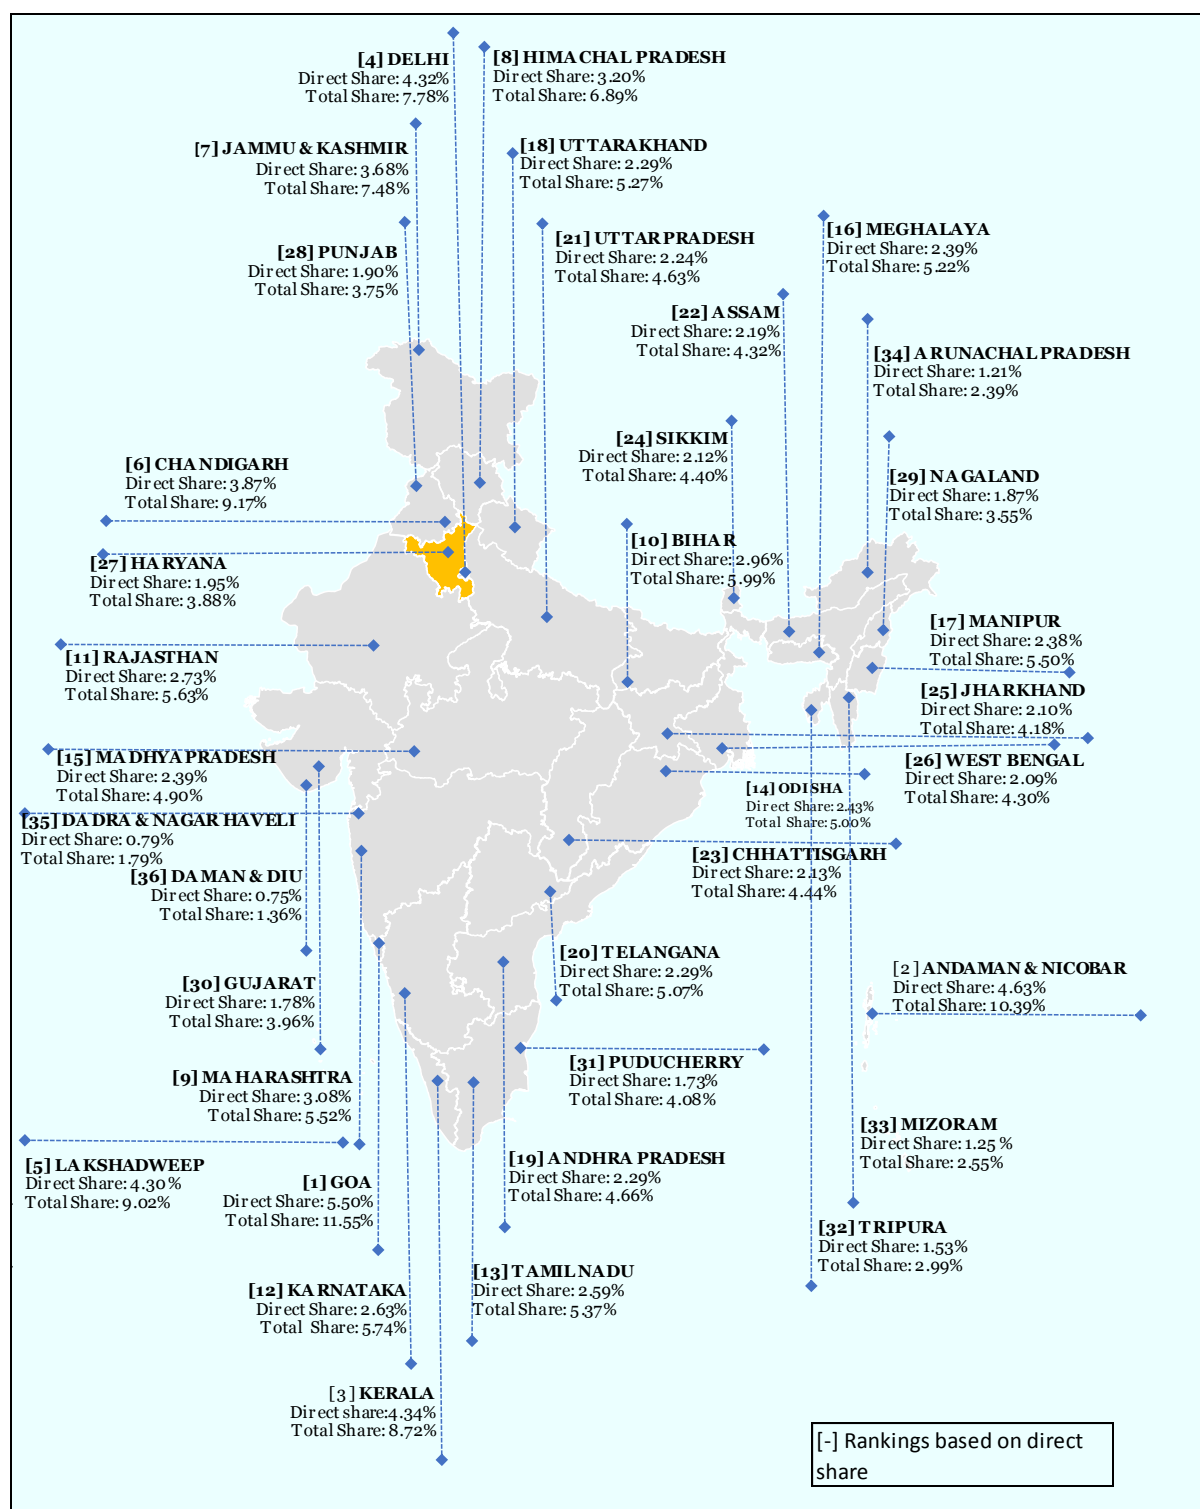 [4] DELHI
Direct Share: 4.32%
Total Share: 7.78%
[8] HIMACHAL PRADESH
Direct Share: 3.20%
Total Share: 6.89%
[7] JAMMU & KASHMIR
Direct Share: 3.68%
Total Share: 7.48%
[18] UTTARAKHAND
Direct Share: 2.29%
Total Share: 5.27%
[28] PUNJAB
Direct Share: 1.90%
Total Share: 3.75%
[21] UTTAR PRADESH
Direct Share: 2.24%
Total Share: 4.63%
[16] MEGHALAYA
Direct Share: 2.39%
Total Share: 5.22%
[22] ASSAM
Direct Share: 2.19%
Total Share: 4.32%
[34] ARUNACHAL PRADESH
Direct Share: 1.21%
Total Share: 2.39%
[24] SIKKIM
Direct Share: 2.12%
Total Share: 4.40%
[6] CHANDIGARH
Direct Share: 3.87%
Total Share: 9.17%
[29] NAGALAND
Direct Share: 1.87%
Total Share: 3.55%
[10] BIHAR
Direct Share: 2.96%
Total Share: 5.99%
[27] HARYANA
Direct Share: 1.95%
Total Share: 3.88%
[17] MANIPUR
Direct Share: 2.38%
Total Share: 5.50%
[11] RAJASTHAN
Direct Share: 2.73%
Total Share: 5.63%
[25] JHARKHAND
Direct Share: 2.10%
Total Share: 4.18%
[15] MADHYA PRADESH
Direct Share: 2.39%
Total Share: 4.90%
[26] WEST BENGAL
Direct Share: 2.09%
Total Share: 4.30%
[14] ODISHA
Direct Share: 2.43%
Total Share: 5.00%
[35] DADRA & NAGAR HAVELI
Direct Share: 0.79%
Total Share: 1.79%
[23] CHHATTISGARH
Direct Share: 2.13%
Total Share: 4.44%
[36] DAMAN & DIU
Direct Share: 0.75%
Total Share: 1.36%
[20] TELANGANA
Direct Share: 2.29%
Total Share: 5.07%
[2] ANDAMAN & NICOBAR
Direct Share: 4.63%
Total Share: 10.39%
[30] GUJARAT
Direct Share: 1.78%
Total Share: 3.96%
[31] PUDUCHERRY
Direct Share: 1.73%
Total Share: 4.08%
[9] MAHARASHTRA
Direct Share: 3.08%
Total Share: 5.52%
[33] MIZORAM
Direct Share: 1.25 %
Total Share: 2.55%
[5] LAKSHADWEEP
Direct Share: 4.30 %
Total Share: 9.02%
[1] GOA
Direct Share: 5.50%
Total Share: 11.55%
[19] ANDHRA PRADESH
Direct Share: 2.29%
Total Share: 4.66%
[32] TRIPURA
Direct Share: 1.53%
Total Share: 2.99%
[12] KARNATAKA
Direct Share: 2.63%
Total Share: 5.74%
[13] TAMIL NADU
Direct Share: 2.59%
Total Share: 5.37%
[3] KERALA
Direct share:4.34%
Total Share: 8.72%
[-] Rankings based on direct
share